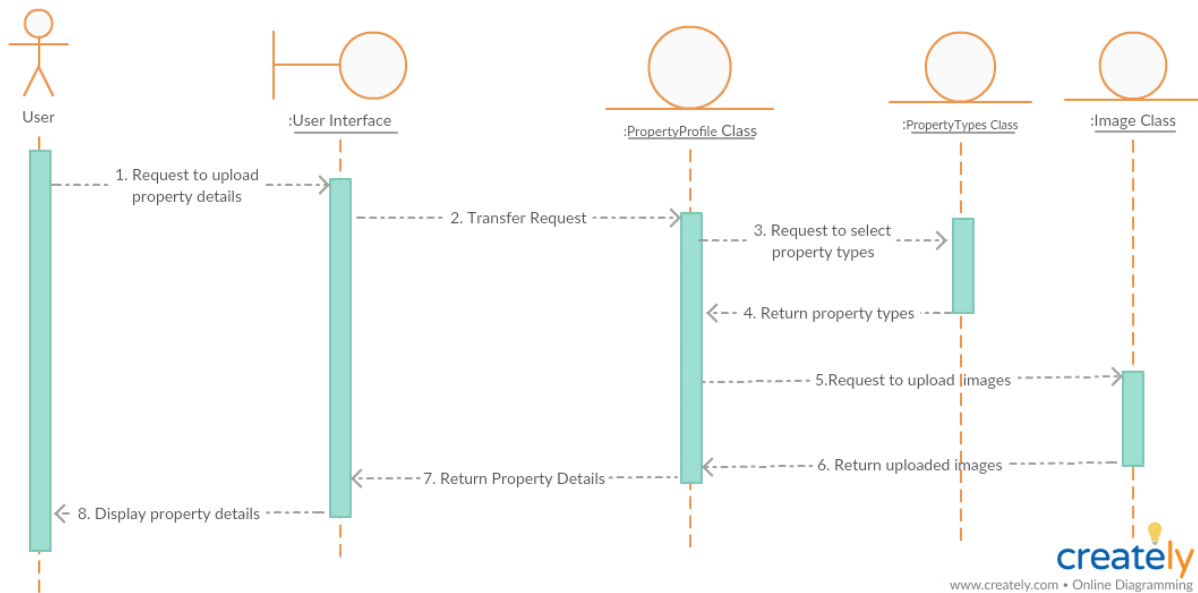 User
:User Interface
:PropertyProfile Class
:PropertyTypes Class
:Image Class
1. Request to upload
property details
2. Transfer Request
3. Request to select
property types
4. Return property types
5.Request to upload images
6. Return uploaded images
7. Return Property Details
8. Display property details
creately
www.creately.com • Online Diagramming